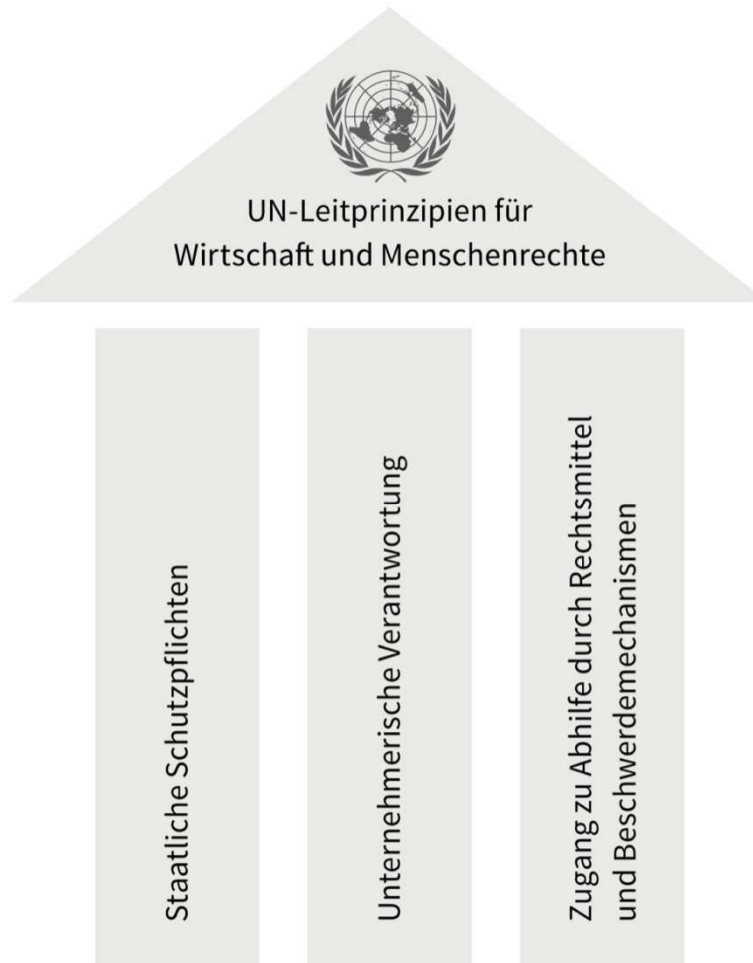 UN-Leitprinzipien für
Wirtschaft und Menschenrechte
Staatliche Schutzpflichten
Unternehmerische Verantwortung
Zugang zu Abhilfe durch Rechtsmittel
und Beschwerdemechanismen